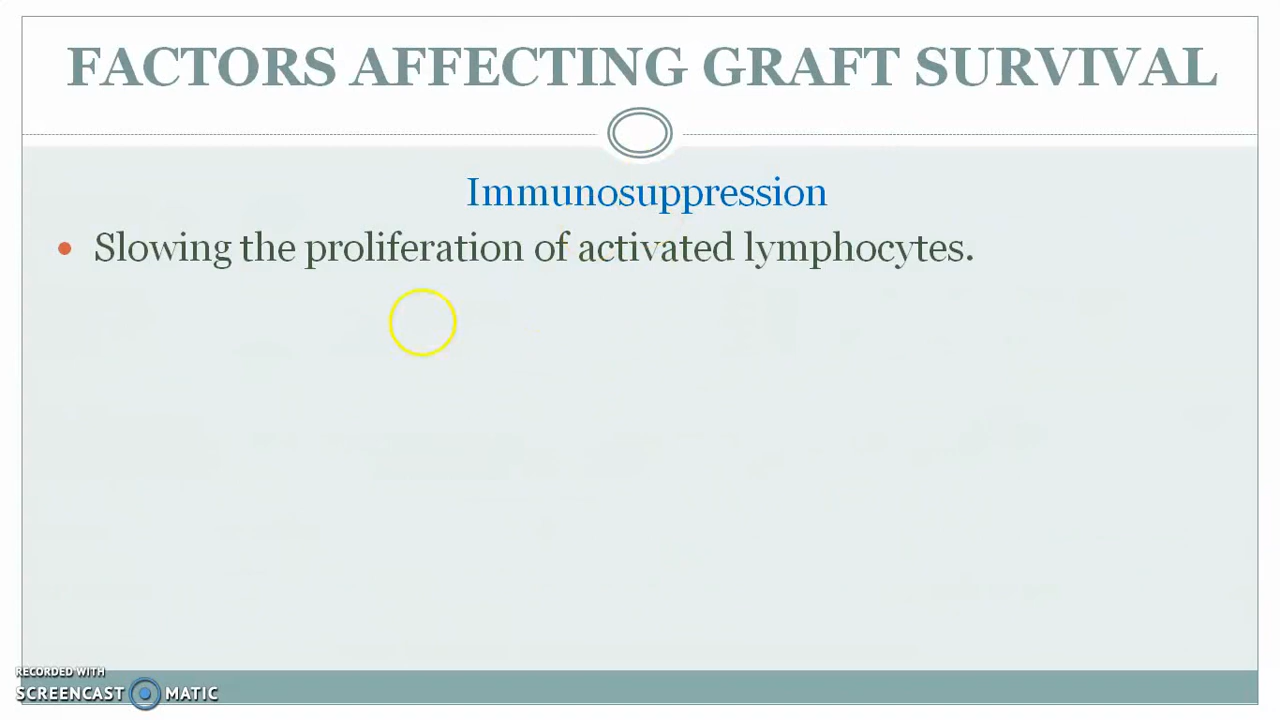 FACTORS AFFECTING GRAFT SURVIVAL
Immunosuppression
Slowing the proliferation of activated lymphocytes.
RECORDED WITH
SCREENCAST MATIC